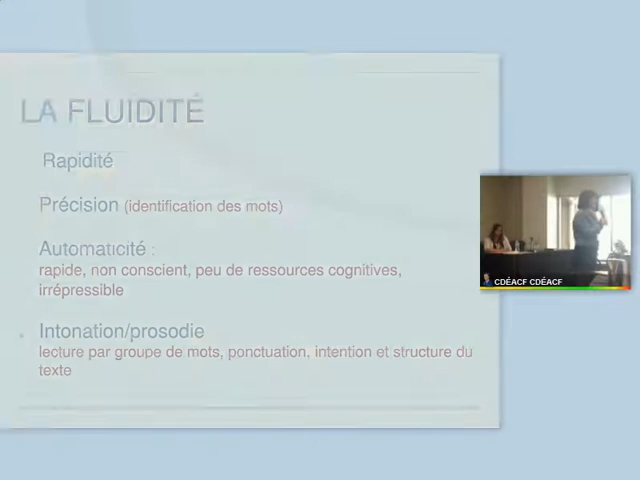 LA FLUIDITÉ
Rapidité
Précision (identification des mots)
Automaticité :
rapide, non conscient, peu de ressources cognitives,
irrépressible
Intonation/prosodie
lecture par groupe de mots, ponctuation, intention et structure du
texte
CDÉACF CDÉACF